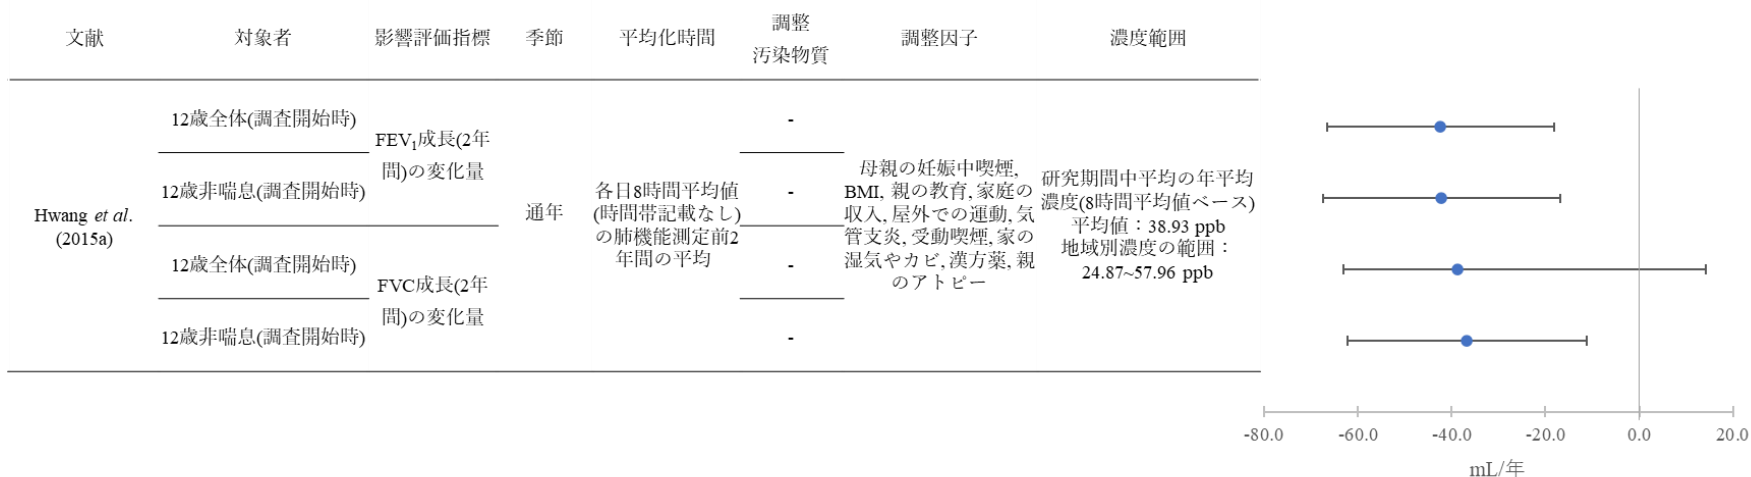 文献
対象者
影響評価指標
季節
平均化時間
調整
汚染物質
調整因子
濃度範囲
Hwang et al.
(2015a)
12歳全体(調査開始時)
12歳非喘息(調査開始時)
12歳全体(調査開始時)
12歳非喘息(調査開始時)
FEV1成長(2年
間)の変化量
FVC成長(2年
間)の変化量
通年
各日8時間平均値
(時間帯記載なし)
の肺機能測定前2
年間の平均
-
-
-
-
母親の妊娠中喫煙,
BMI, 親の教育, 家庭の
収入, 屋外での運動, 気
管支炎, 受動喫煙, 家の
湿気やカビ, 漢方薬, 親
のアトピー
研究期間中平均の年平均
濃度(8時間平均値ベース)
平均値：38.93 ppb
地域別濃度の範囲：
24.87~57.96 ppb
-80.0
-60.0
-40.0
-20.0
0.0
20.0
mL/年